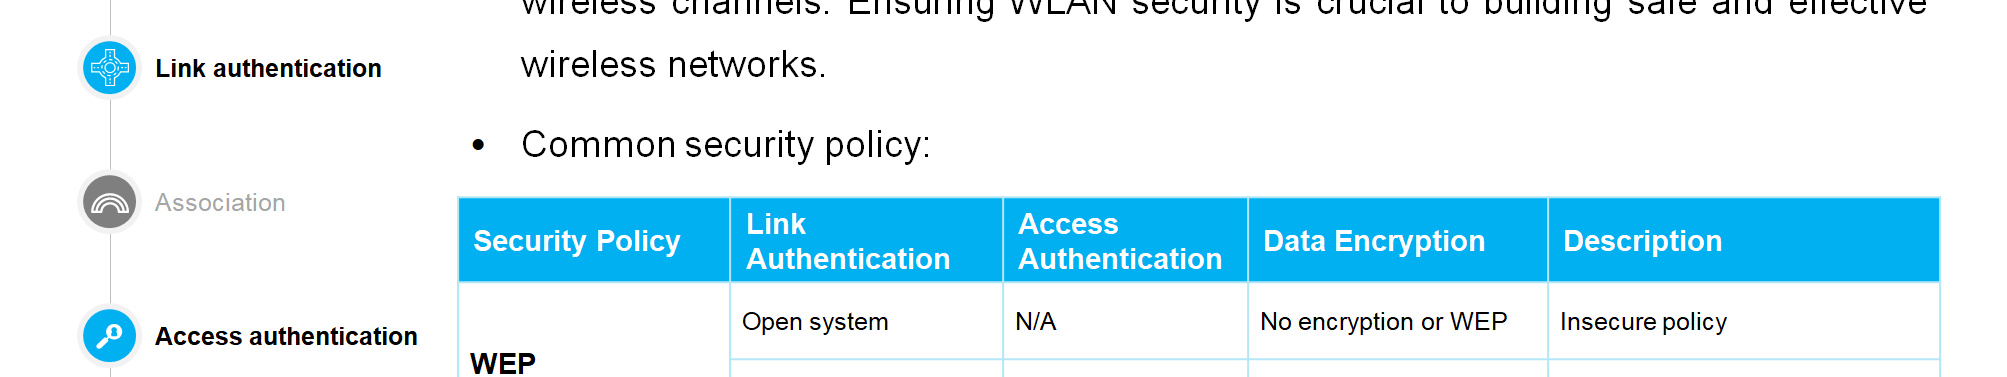 wireless channels. Ensuring WLAN security is crucial to building safe and effective
wireless networks.
Link authentication
• Common security policy:
Association
Security Policy
Link Authentication
Access Authentication
Data Encryption
Description
Open system
N/A
No encryption or WEP
Insecure policy
Access authentication
WEP